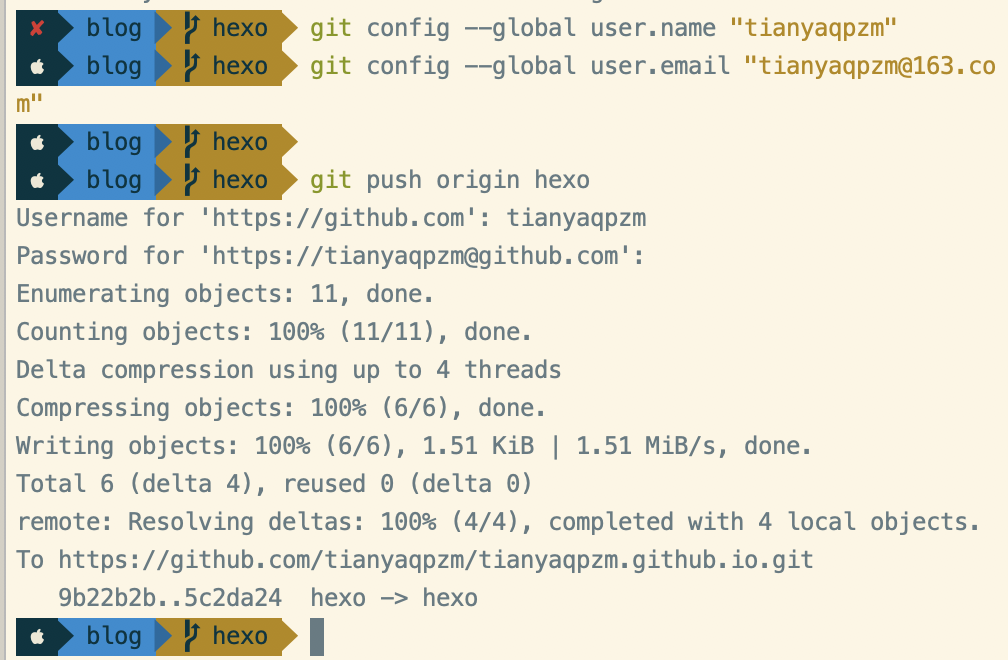 ✘ blog hexo git config --global user.name "tianyaqpzm"
blog hexo git config --global user.email "tianyaqpzm@163.co
m"
blog hexo
blog hexo git push origin hexo
Username for 'https://github.com': tianyaqpzm
Password for 'https://tianyaqpzm@github.com':
Enumerating objects: 11, done.
Counting objects: 100% (11/11), done.
Delta compression using up to 4 threads
Compressing objects: 100% (6/6), done.
Writing objects: 100% (6/6), 1.51 KiB | 1.51 MiB/s, done.
Total 6 (delta 4), reused 0 (delta 0)
remote: Resolving deltas: 100% (4/4), completed with 4 local objects.
To https://github.com/tianyaqpzm/tianyaqpzm.github.io.git
   9b22b2b..5c2da24  hexo -> hexo
blog hexo